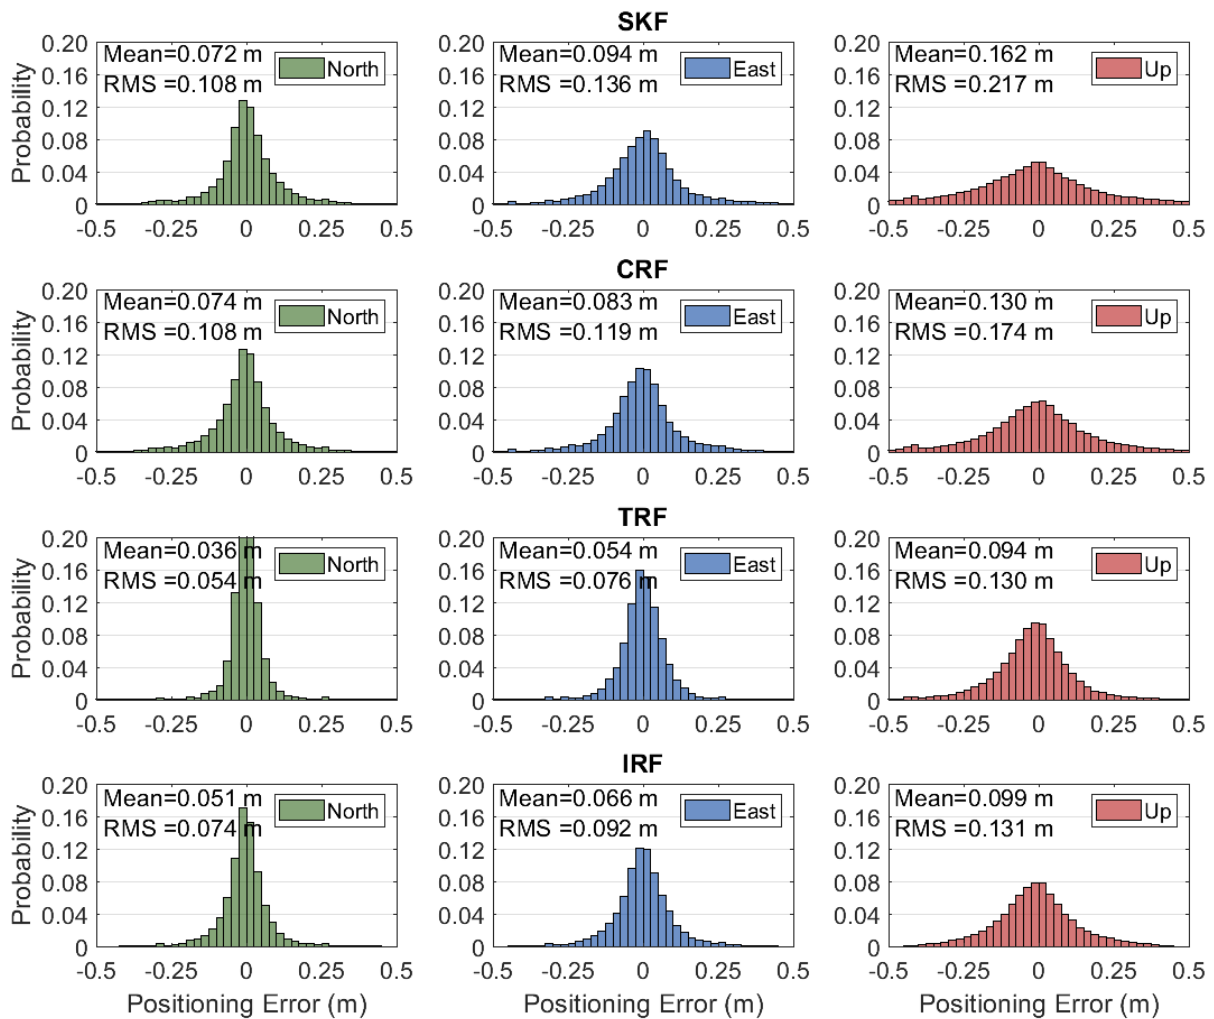 SKF
0.20
0.16
0.12
0.08
0.04
0
Probability
Mean=0.072 m
RMS =0.108 m
North
-0.5
-0.25
0
0.25
0.5
0.20
0.16
0.12
0.08
0.04
0
Mean=0.094 m
RMS =0.136 m
East
-0.5
-0.25
0
0.25
0.5
0.20
0.16
0.12
0.08
0.04
0
Mean=0.162 m
RMS =0.217 m
Up
-0.5
-0.25
0
0.25
0.5
CRF
0.20
0.16
0.12
0.08
0.04
0
Probability
Mean=0.074 m
RMS =0.108 m
North
-0.5
-0.25
0
0.25
0.5
0.20
0.16
0.12
0.08
0.04
0
Mean=0.083 m
RMS =0.119 m
East
-0.5
-0.25
0
0.25
0.5
0.20
0.16
0.12
0.08
0.04
0
Mean=0.130 m
RMS =0.174 m
Up
-0.5
-0.25
0
0.25
0.5
TRF
0.20
0.16
0.12
0.08
0.04
0
Probability
Mean=0.036 m
RMS =0.054 m
North
-0.5
-0.25
0
0.25
0.5
0.20
0.16
0.12
0.08
0.04
0
Mean=0.054 m
RMS =0.076 m
East
-0.5
-0.25
0
0.25
0.5
0.20
0.16
0.12
0.08
0.04
0
Mean=0.094 m
RMS =0.130 m
Up
-0.5
-0.25
0
0.25
0.5
IRF
0.20
0.16
0.12
0.08
0.04
0
Probability
Mean=0.051 m
RMS =0.074 m
North
-0.5
-0.25
0
0.25
0.5
Positioning Error (m)
0.20
0.16
0.12
0.08
0.04
0
Mean=0.066 m
RMS =0.092 m
East
-0.5
-0.25
0
0.25
0.5
Positioning Error (m)
0.20
0.16
0.12
0.08
0.04
0
Mean=0.099 m
RMS =0.131 m
Up
-0.5
-0.25
0
0.25
0.5
Positioning Error (m)